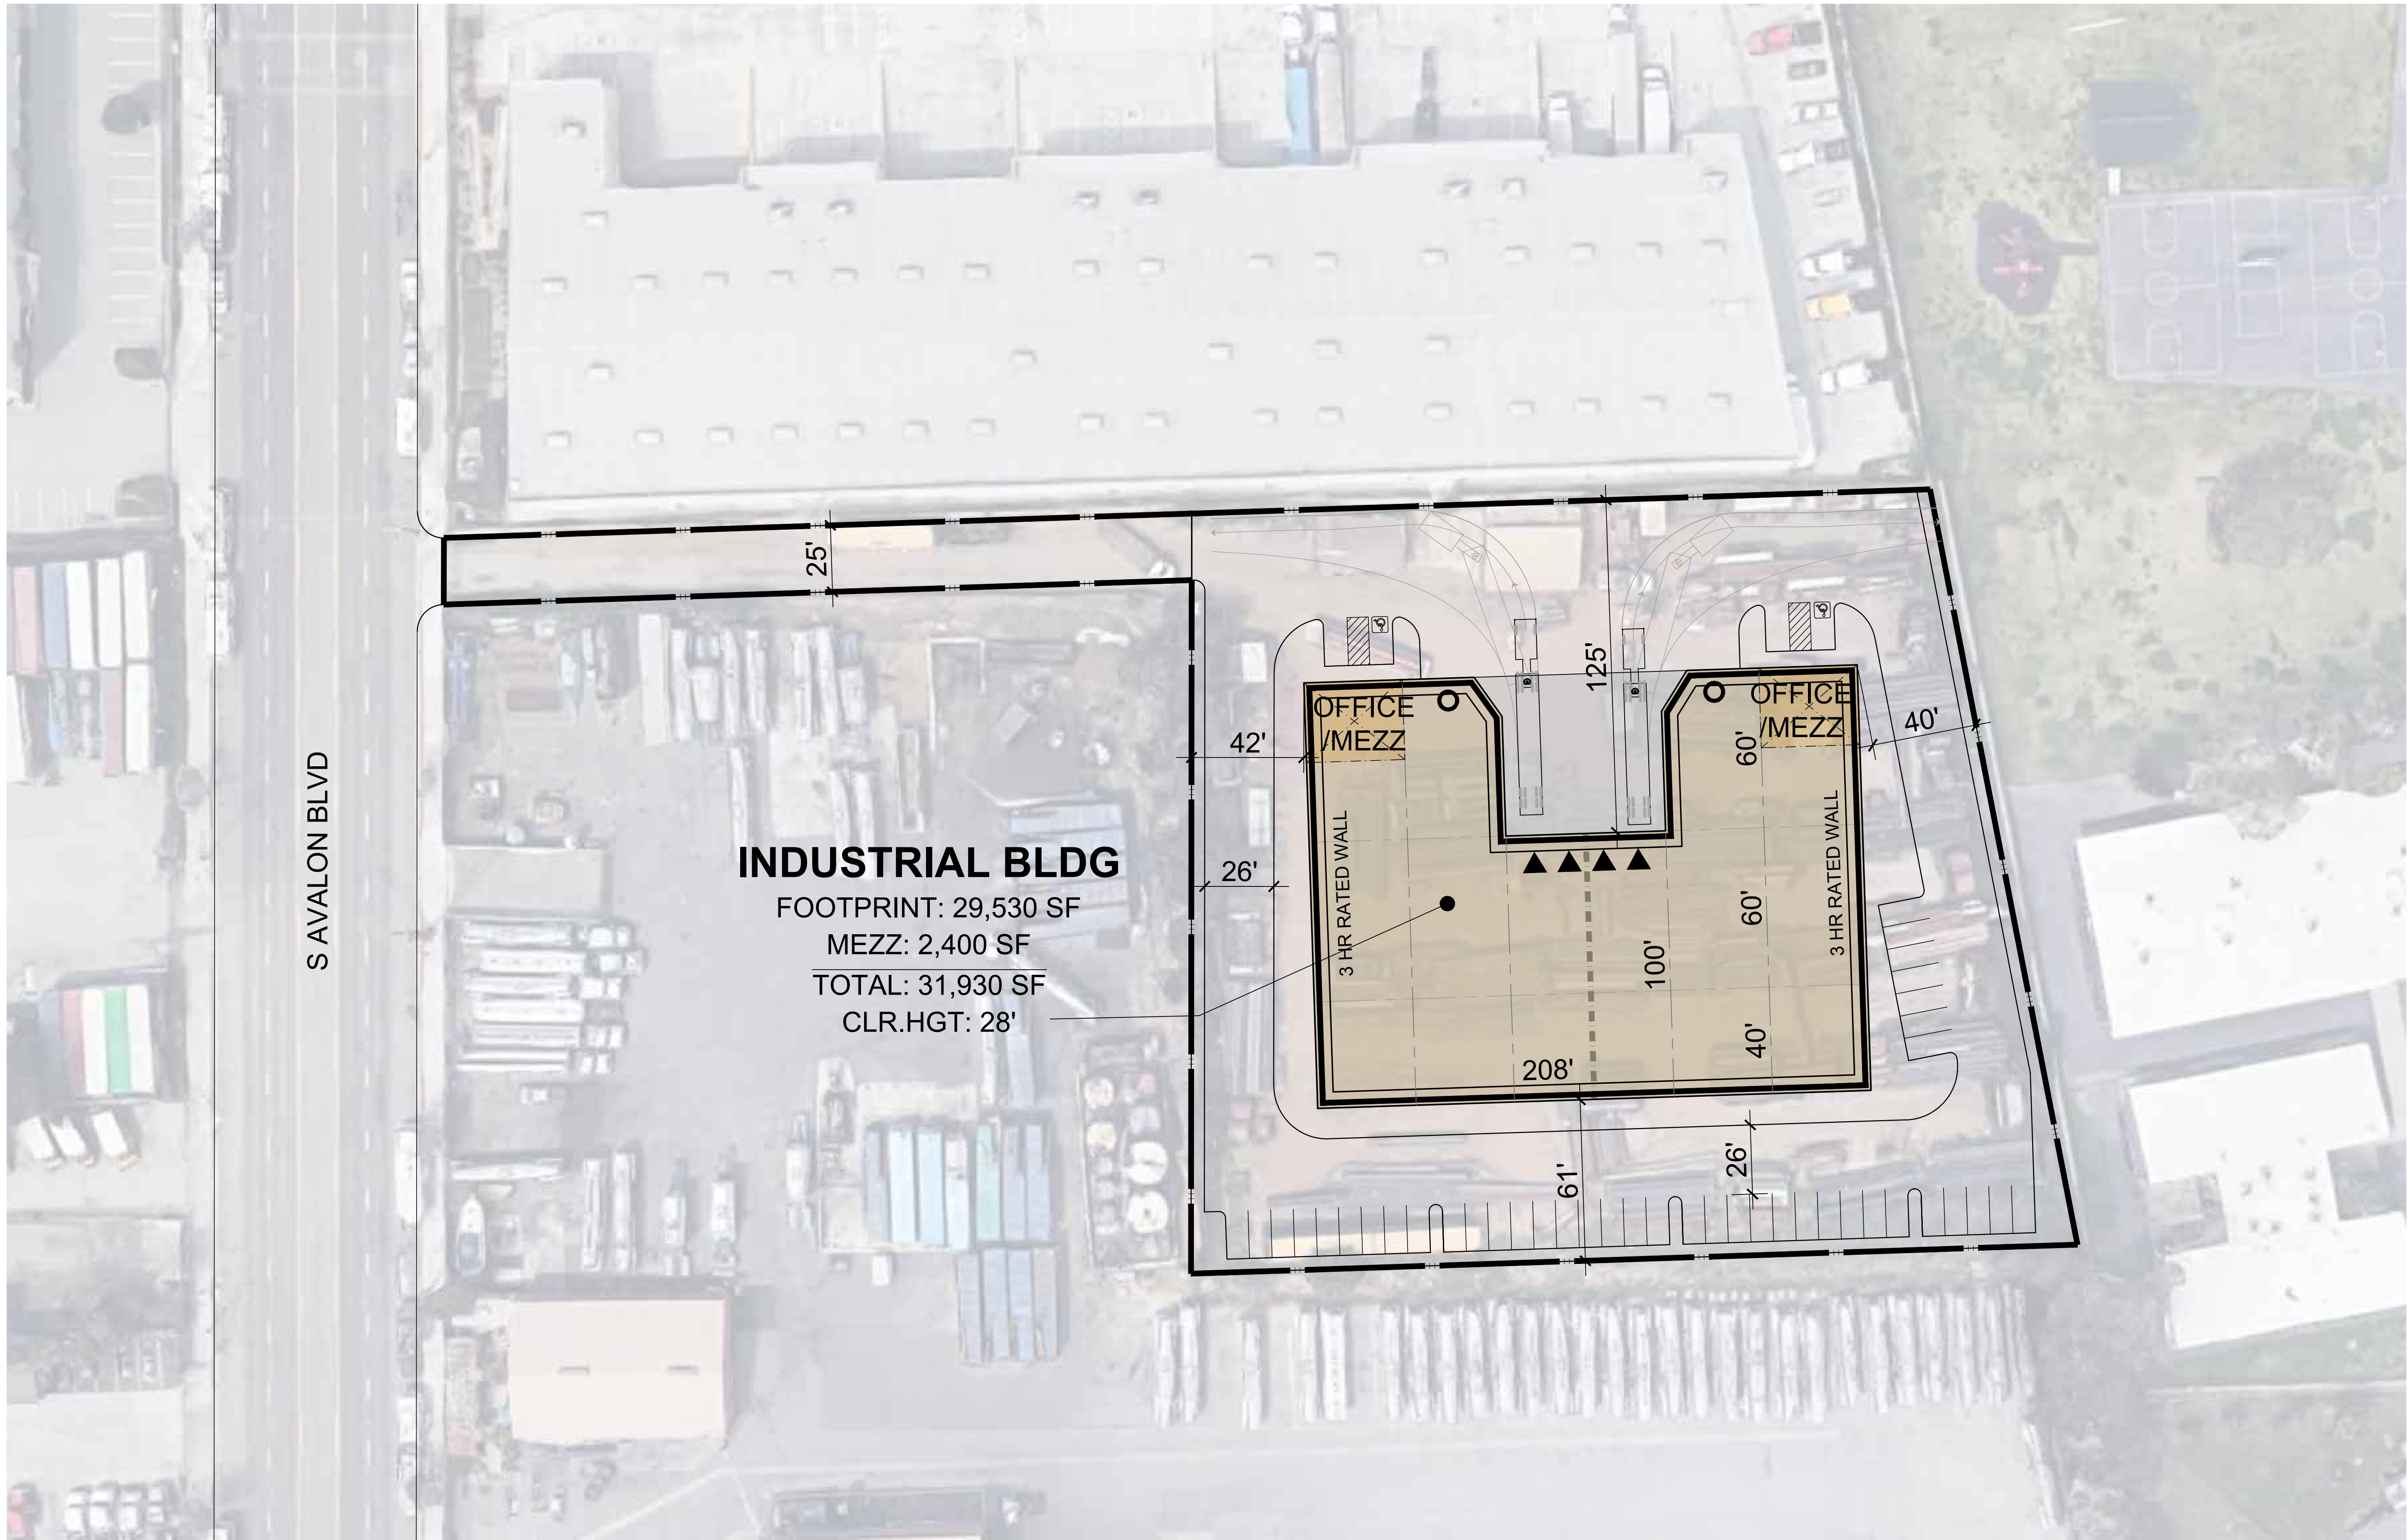 25'
125'
OFFICE
/MEZZ
OFFICE
/MEZZ
60'
40'
42'
S AVALON BLVD
INDUSTRIAL BLDG
FOOTPRINT: 29,530 SF
MEZZ: 2,400 SF
TOTAL: 31,930 SF
CLR.HGT: 28'
26'
3 HR RATED WALL
3 HR RATED WALL
60'
100'
40'
208'
61'
26'